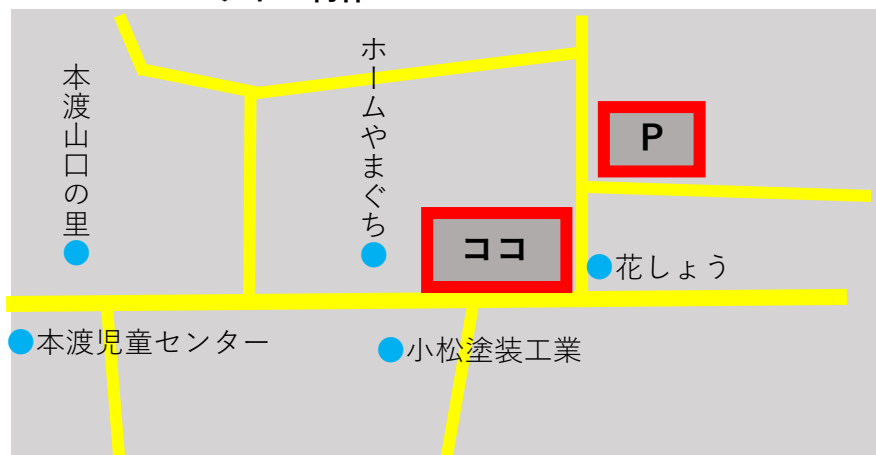 本渡山口の里
ホームやまぐち
P
ココ
花しょう
本渡児童センター
小松塗装工業